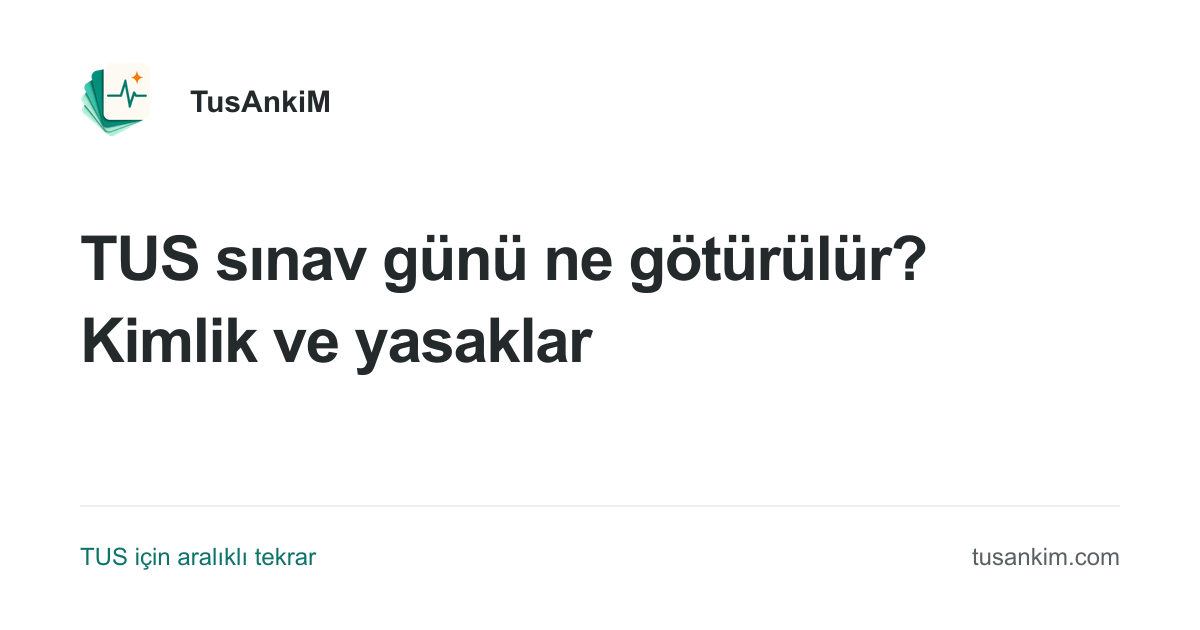 TusAnkiM
TUS sınav günü ne götürülür?
Kimlik ve yasaklar
TUS için aralıklı tekrar
tusankim.com